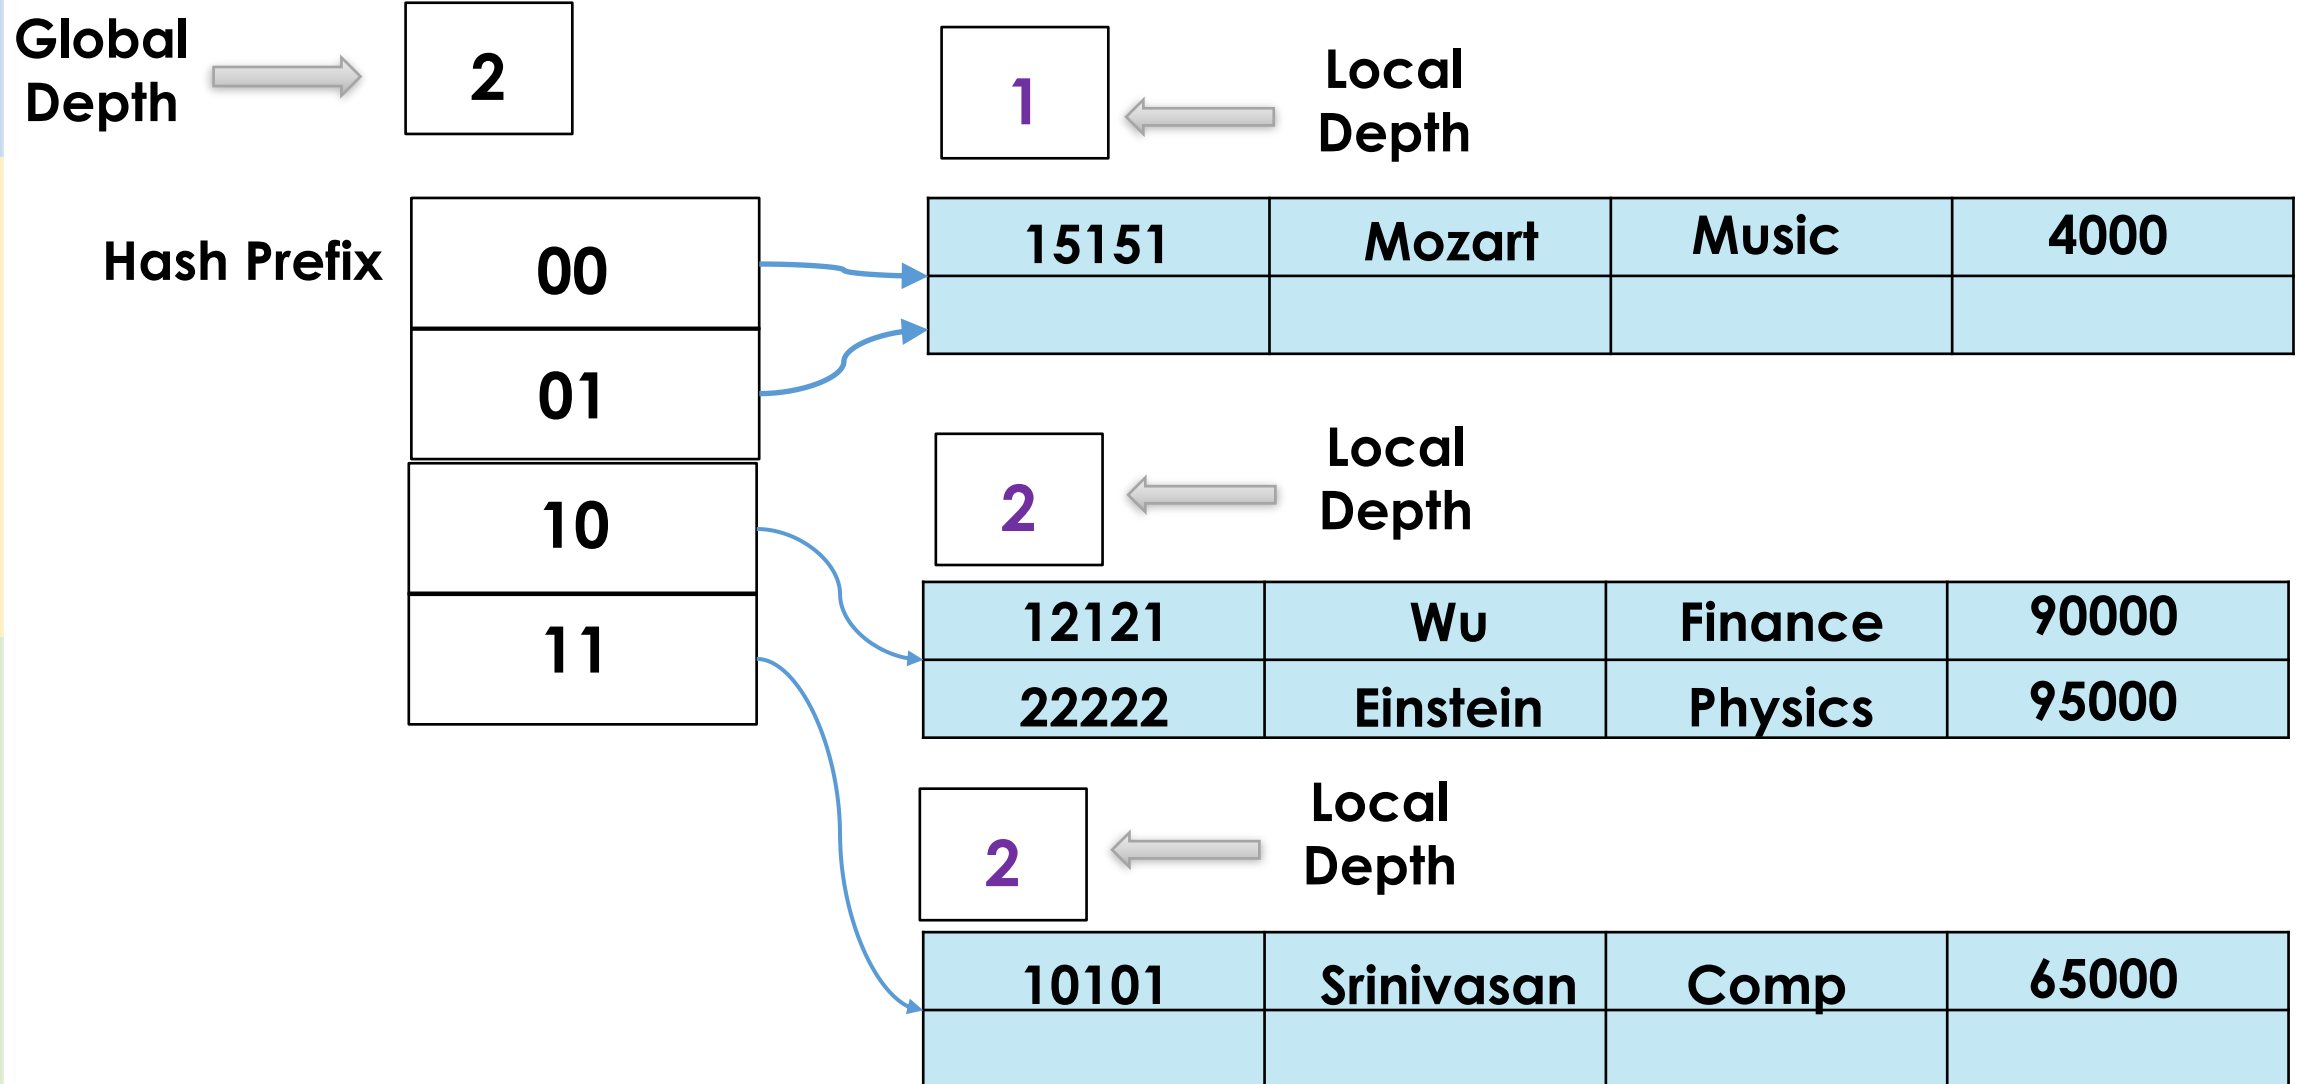 Global
Depth
2
1
Local
Depth
Hash Prefix
00
01
10
11
15151 Mozart Music 4000
2
Local
Depth
12121 Wu Finance 90000
22222 Einstein Physics 95000
2
Local
Depth
10101 Srinivasan Comp 65000